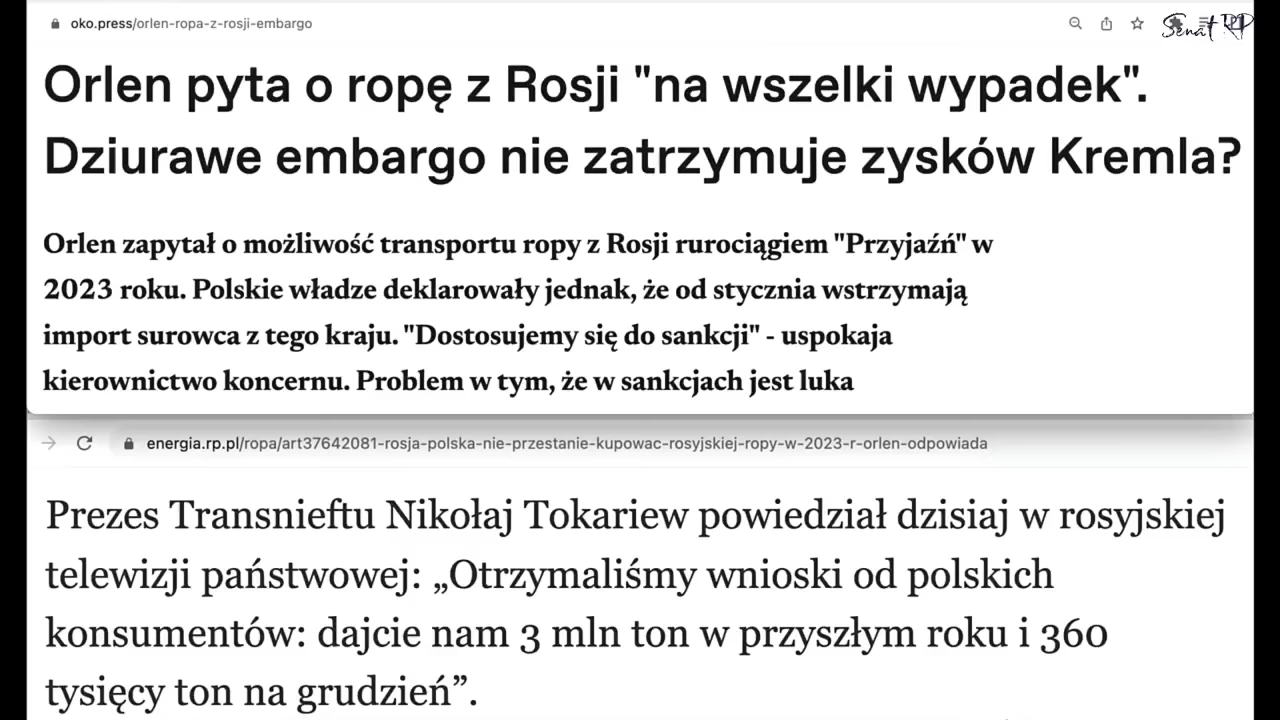 oko.press/orlen-ropa-z-rosji-embargo
Senat RP
Orlen pyta o ropę z Rosji "na wszelki wypadek".
Dziurawe embargo nie zatrzymuje zysków Kremla?
Orlen zapytał o możliwość transportu ropy z Rosji rurociągiem "Przyjaźń" w
2023 roku. Polskie władze deklarowały jednak, że od stycznia wstrzymają
import surowca z tego kraju. "Dostosujemy się do sankcji" - uspokaja
kierownictwo koncernu. Problem w tym, że w sankcjach jest luka
energia.rp.pl/ropa/art37642081-rosja-polska-nie-przestanie-kupowac-rosyjskiej-ropy-w-2023-r-orlen-odpowiada
Prezes Transnieftu Nikołaj Tokariew powiedział dzisiaj w rosyjskiej
telewizji państwowej: „Otrzymaliśmy wnioski od polskich
konsumentów: dajcie nam 3 mln ton w przyszłym roku i 360
tysięcy ton na grudzień”.